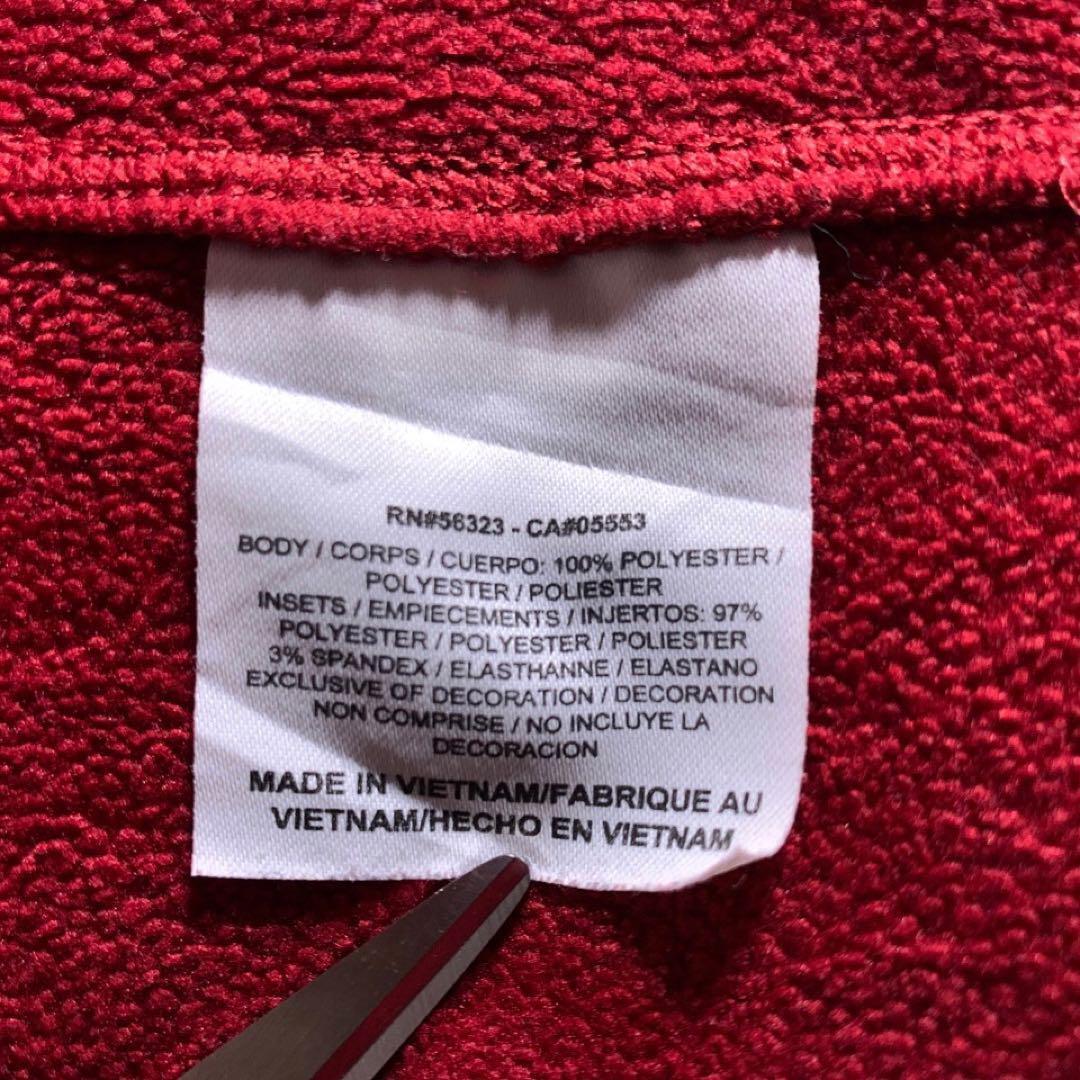 RN#56323 - CA#05553
BODY / CORPS / CUERPO: 100% POLYESTER /
POLYESTER / POLIESTER
INSETS / EMPIECEMENTS / INJERTOS: 97%
POLYESTER / POLYESTER / POLIESTER
3% SPANDEX / ELASTHANNE / ELASTANO
EXCLUSIVE OF DECORATION / DECORATION
NON COMPRISE / NO INCLUYE LA
DECORACION
MADE IN VIETNAM/FABRIQUE AU
VIETNAM/HECHO EN VIETNAM